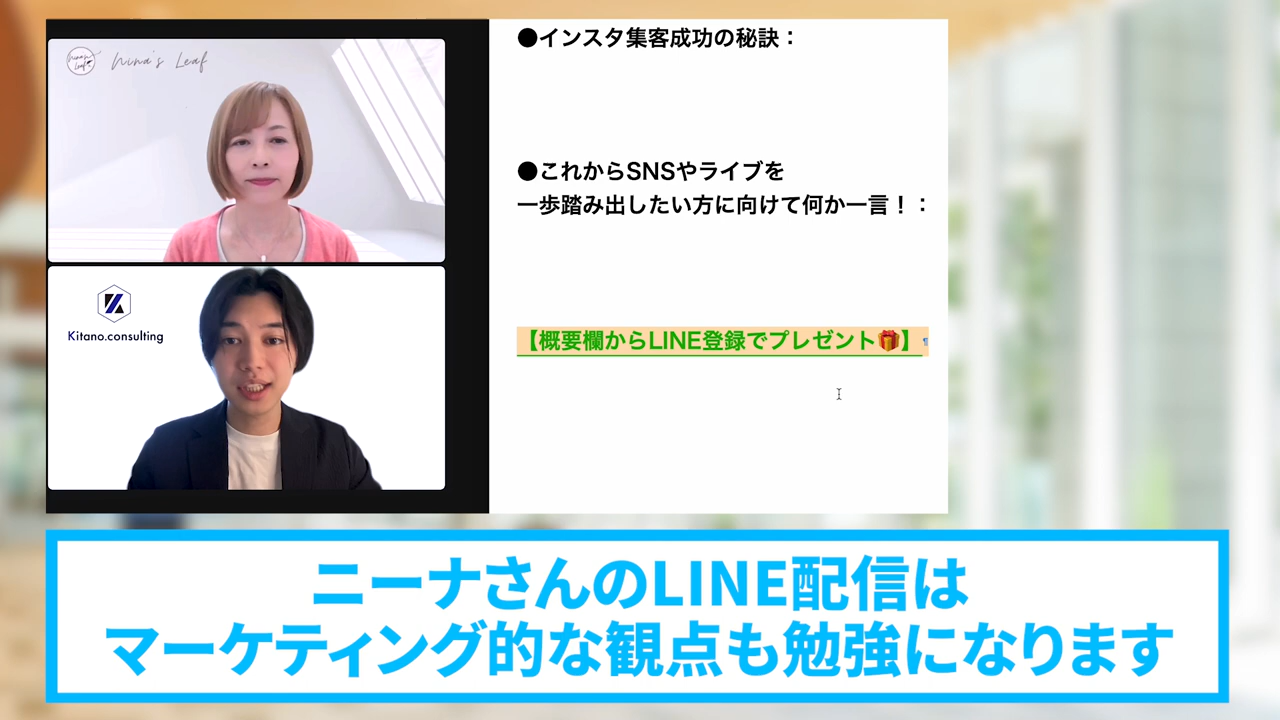 Nina's Leaf
Nina's Leaf
Kitano.consulting
●インスタ集客成功の秘訣：
●これからSNSやライブを
一歩踏み出したい方に向けて何か一言！：
【概要欄からLINE登録でプレゼント🎁】
ニーナさんのLINE配信は
マーケティング的な観点も勉強になります